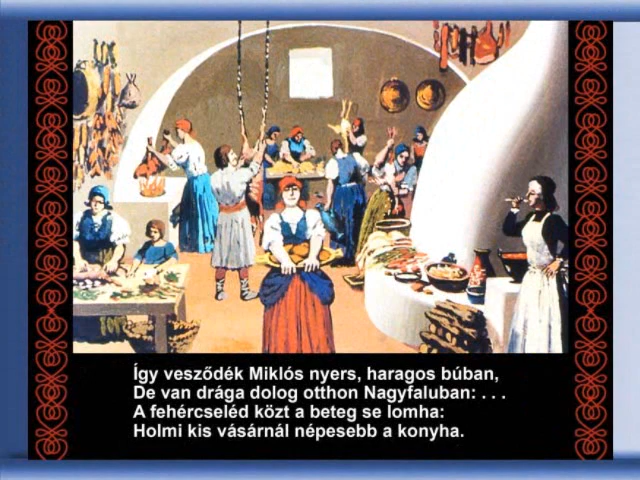 Így vesződék Miklós nyers, haragos búban,
De van drága dolog otthon Nagyfaluban: . . .
A fehércseléd közt a beteg se lomha:
Holmi kis vásárnál népesebb a konyha.